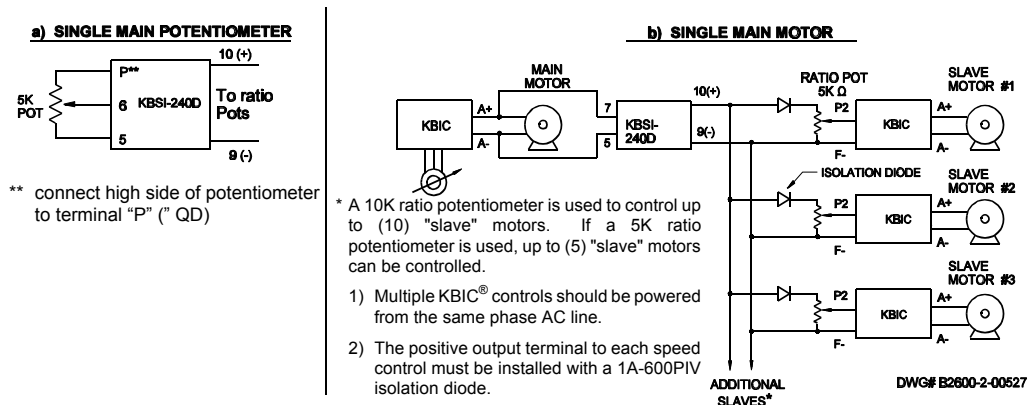 a) SINGLE MAIN POTENTIOMETER
10 (+)
P**
5K
POT
6
KBSI-240D
To ratio
Pots
5
9 (-)
** connect high side of potentiometer
to terminal “P” (” QD)
b) SINGLE MAIN MOTOR
MAIN
MOTOR
KBIC
A+
A-
7
5
KBSI-
240D
10(+)
9(-)
RATIO POT
5K Ω
P2
F-
KBIC
A+
A-
SLAVE
MOTOR #1
ISOLATION DIODE
P2
F-
KBIC
A+
A-
SLAVE
MOTOR #2
P2
F-
KBIC
A+
A-
SLAVE
MOTOR #3
* A 10K ratio potentiometer is used to control up
to (10) "slave" motors. If a 5K ratio
potentiometer is used, up to (5) "slave" motors
can be controlled.
1) Multiple KBIC® controls should be powered
from the same phase AC line.
2) The positive output terminal to each speed
control must be installed with a 1A-600PIV
isolation diode.
ADDITIONAL
SLAVES*
DWG# B2600-2-00527